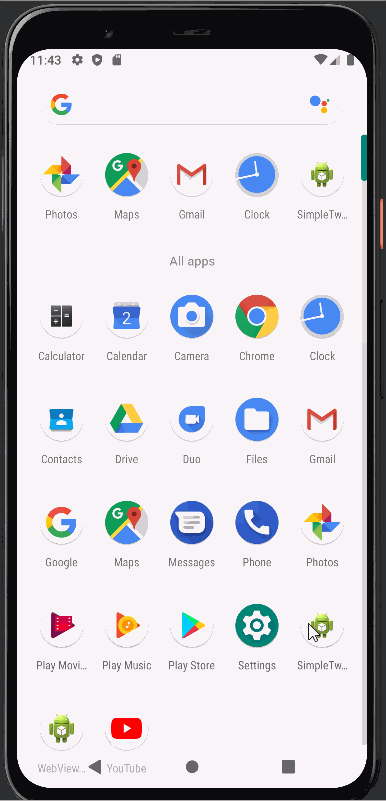 11:43
Photos Maps Gmail Clock SimpleTw...
All apps
Calculator Calendar Camera Chrome Clock
2
Contacts Drive Duo Files Gmail
Google Maps Messages Phone Photos
Play Movi... Play Music Play Store Settings SimpleTw...
WebView... YouTube